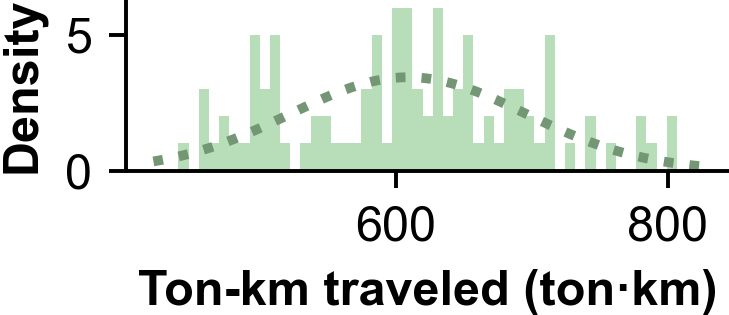 Density
5
0
600 800
Ton-km traveled (ton·km)